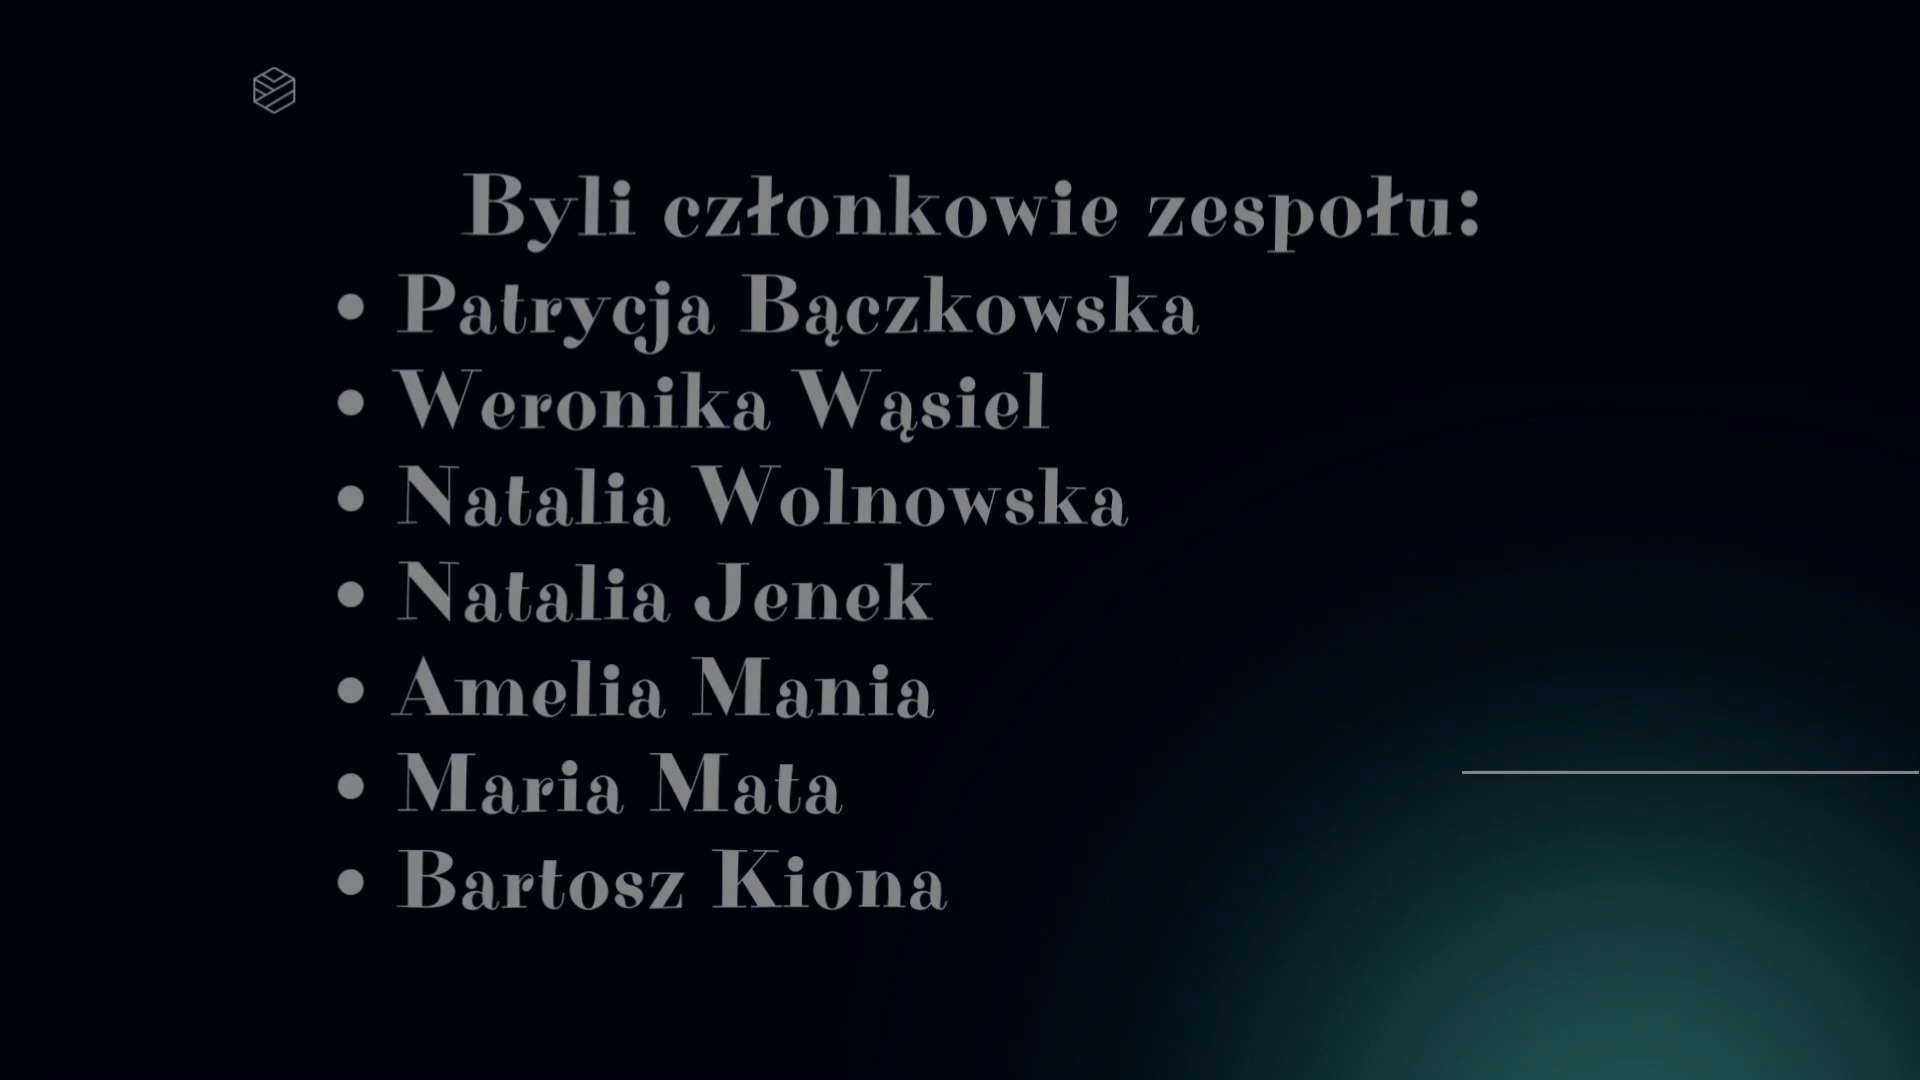 Byli członkowie zespołu:
• Patrycja Bączkowska
• Weronika Wąsiel
• Natalia Wolnowska
• Natalia Jenek
• Amelia Mania
• Maria Mata
• Bartosz Kiona